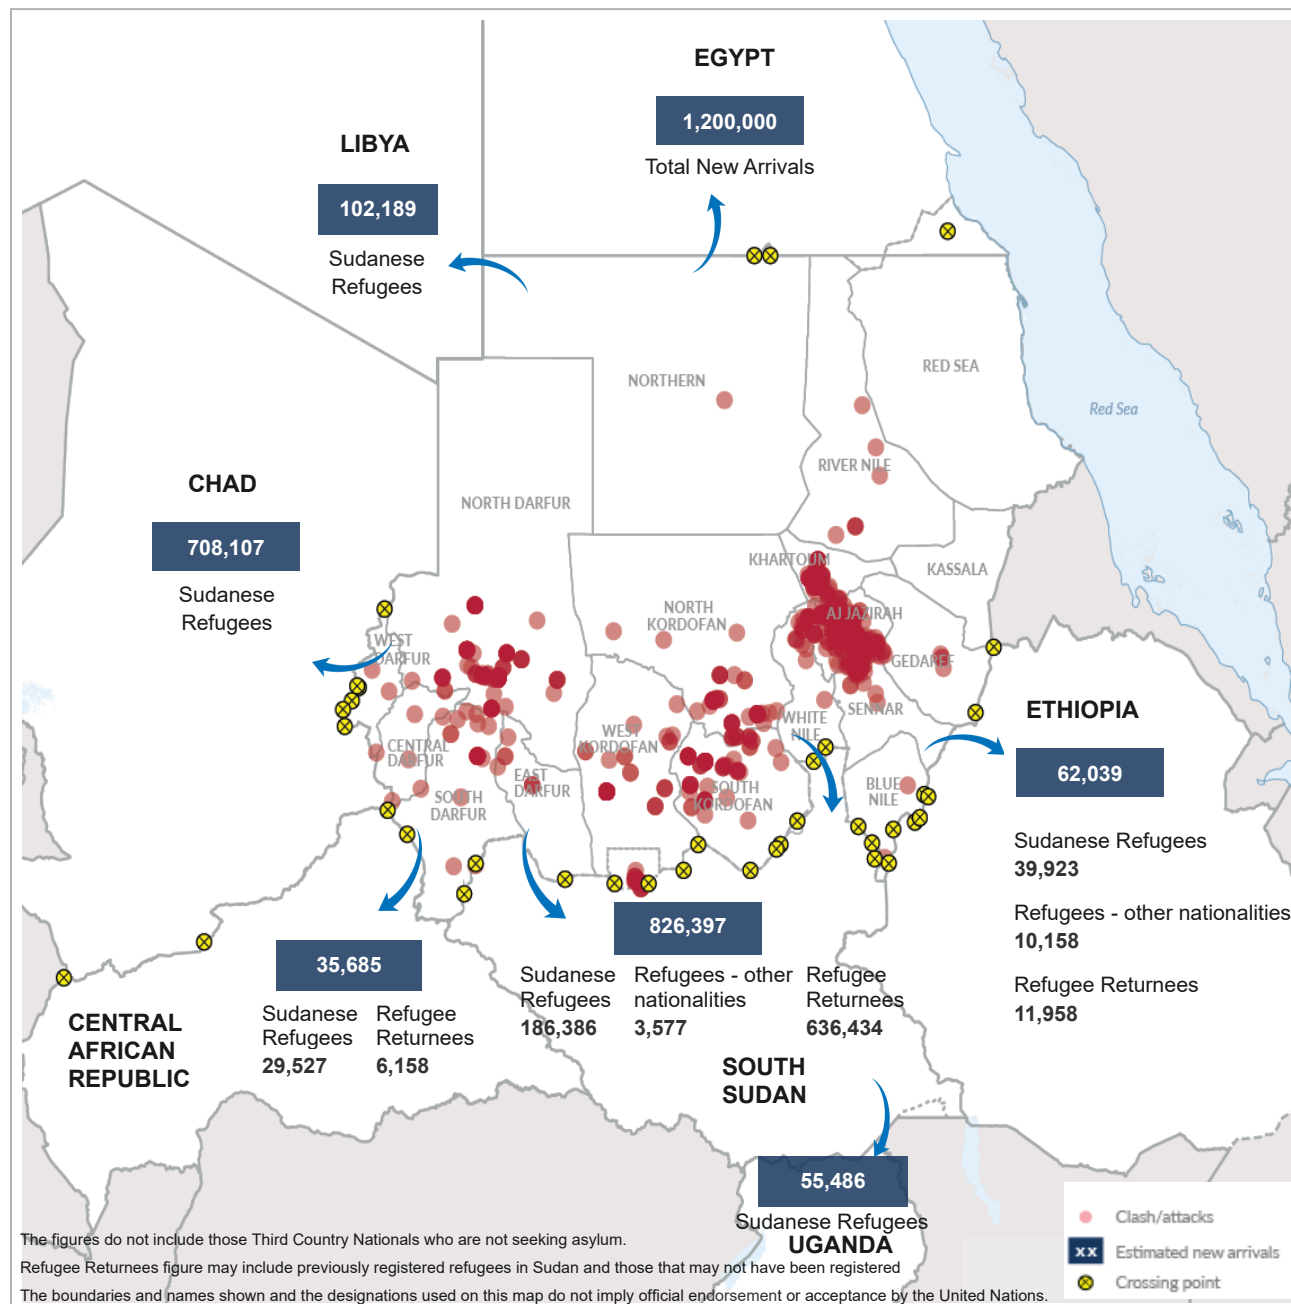 EGYPT
1,200,000
Total New Arrivals
LIBYA
102,189
Sudanese
Refugees
NORTHERN
RED SEA
Red Sea
RIVER NILE
CHAD
708,107
Sudanese
Refugees
NORTH DARFUR
KHARTOUM
KASSALA
NORTH
KORDOFAN
AJ JAZIRAH
GEDAREF
WEST
DARFUR
WHITE
NILE
SENNAR
ETHIOPIA
62,039
Sudanese Refugees
39,923
Refugees - other nationalities
10,158
Refugee Returnees
11,958
CENTRAL
DARFUR
WEST
KORDOFAN
EAST
DARFUR
SOUTH
DARFUR
SOUTH
KORDOFAN
BLUE
NILE
826,397
Sudanese
Refugees
186,386
Refugees - other
nationalities
3,577
Refugee
Returnees
636,434
SOUTH
SUDAN
35,685
Sudanese
Refugees
29,527
Refugee
Returnees
6,158
CENTRAL
AFRICAN
REPUBLIC
55,486
Sudanese Refugees
UGANDA
Clash/attacks
xx Estimated new arrivals
Crossing point
The figures do not include those Third Country Nationals who are not seeking asylum.
Refugee Returnees figure may include previously registered refugees in Sudan and those that may not have been registered
The boundaries and names shown and the designations used on this map do not imply official endorsement or acceptance by the United Nations.